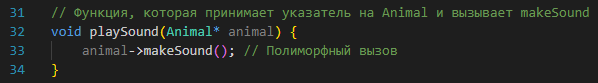 31 // Функция, которая принимает указатель на Animal и вызывает makeSound
32 void playSound(Animal* animal) {
33     animal->makeSound(); // Полиморфный вызов
34 }